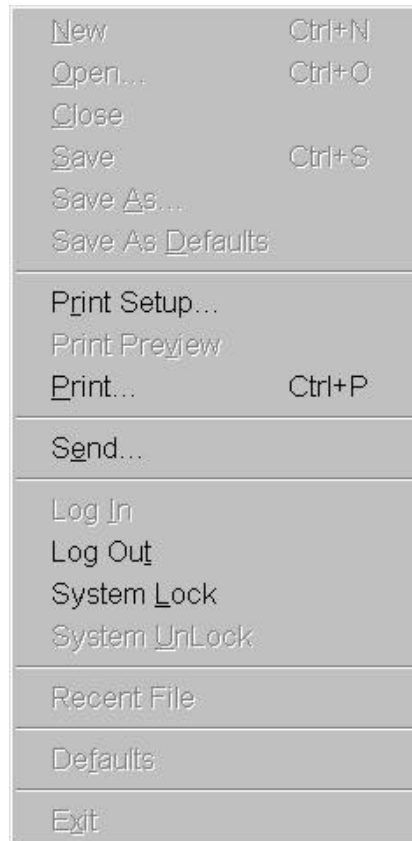 New Ctrl+N
Open... Ctrl+O
Close
Save Ctrl+S
Save As...
Save As Defaults
Print Setup...
Print Preview
Print... Ctrl+P
Send...
Log In
Log Out
System Lock
System UnLock
Recent File
Defaults
Exit